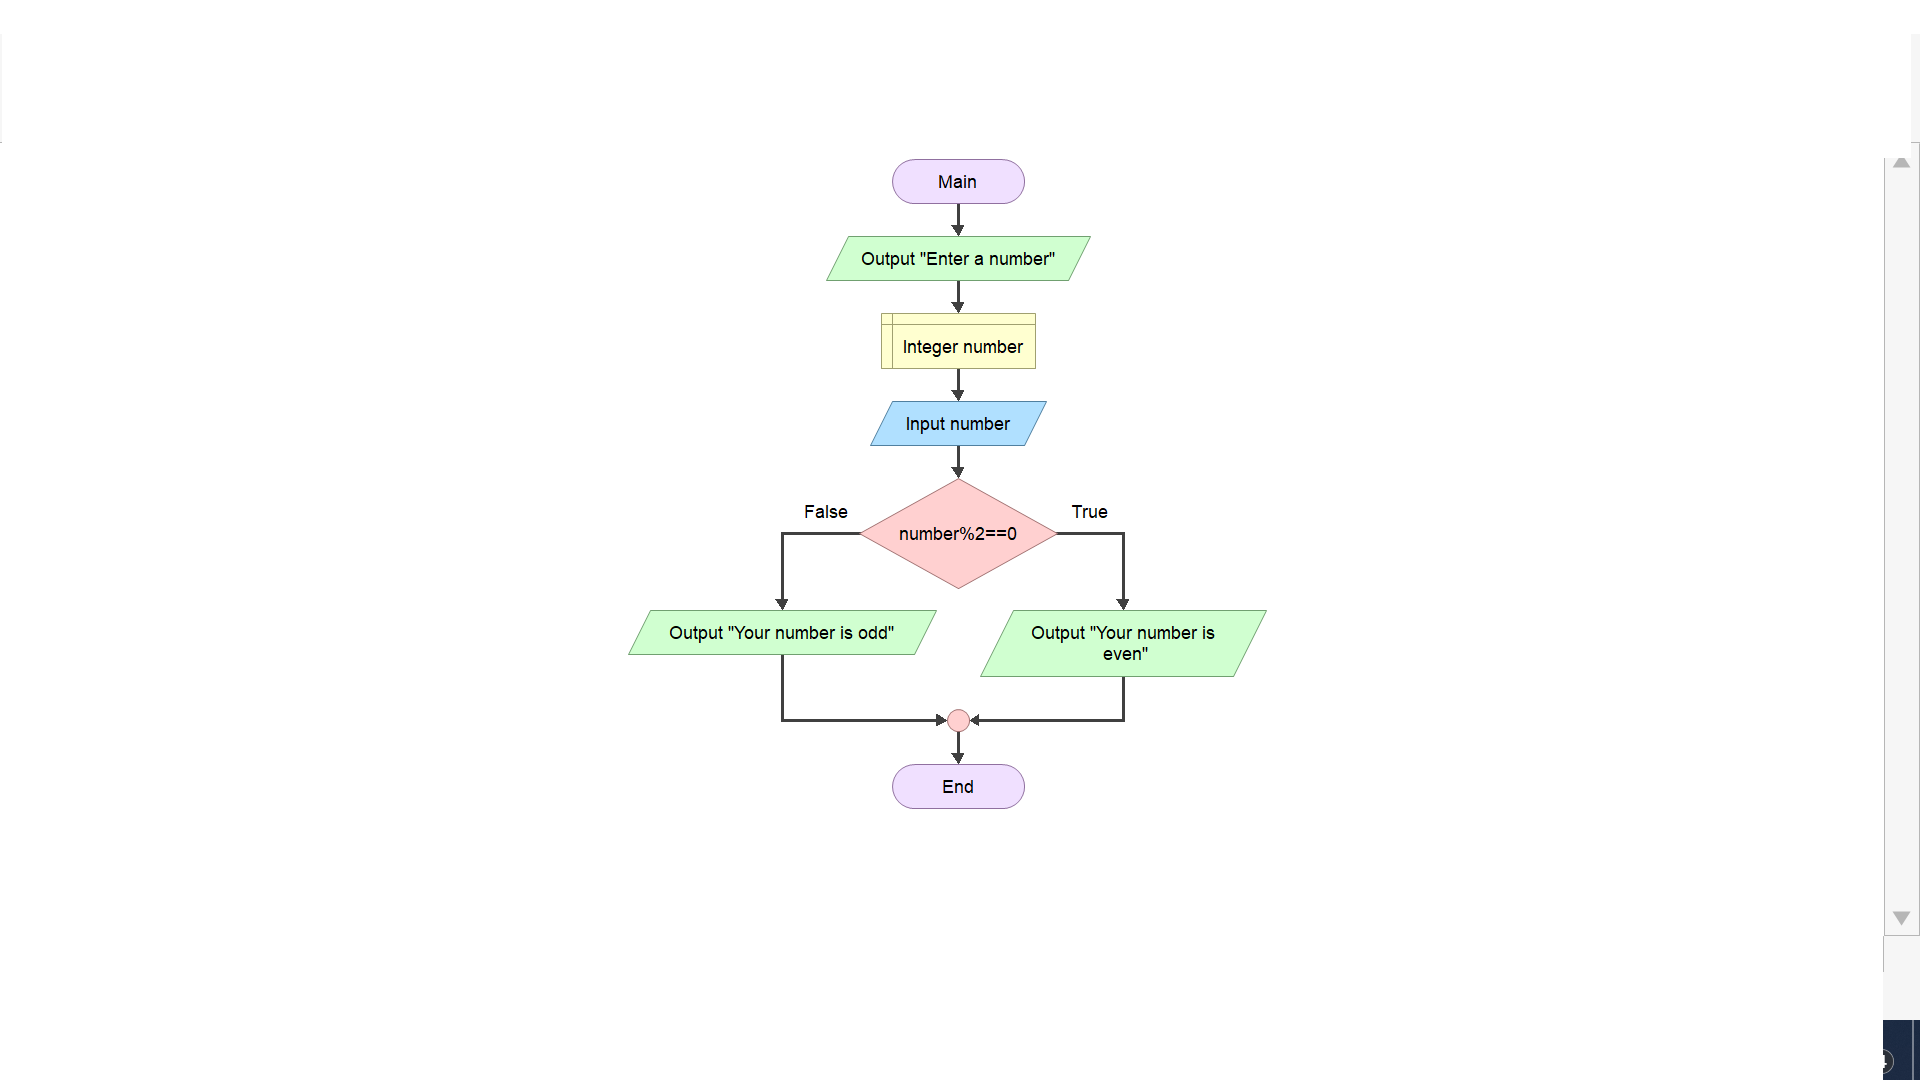 Main
Output "Enter a number"
Integer number
Input number
False
True
number%2==0
Output "Your number is odd"
Output "Your number is
even"
End